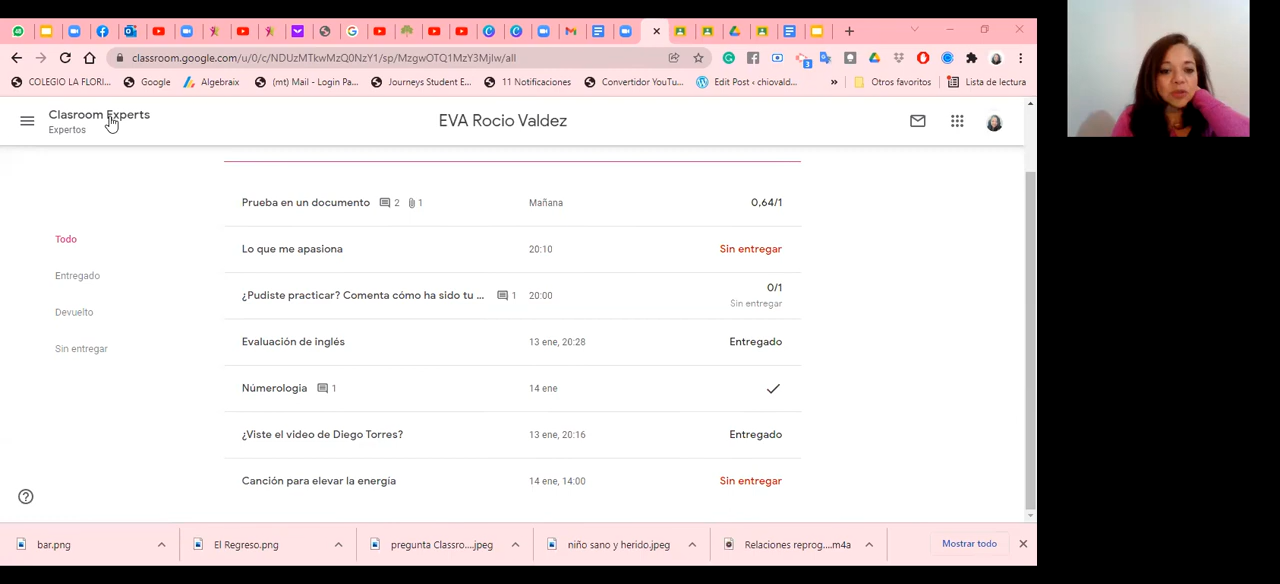 classroom.google.com/u/0/c/NDUzMTkwMzQ0NzY1/sp/MzgwOTQ1MzY3Mjlw/all
COLEGIO LA FLORI...
Google
Algebraix
(mt) Mail - Login Pa...
Journeys Student E...
11 Notificaciones
Convertidor YouTu...
Edit Post ‹ chiovald...
»
Otros favoritos
Lista de lectura
Clasroom Experts
Expertos
EVA Rocio Valdez
Prueba en un documento 2 1 Mañana 0,64/1
Todo
Lo que me apasiona 20:10 Sin entregar
Entregado
¿Pudiste practicar? Comenta cómo ha sido tu ... 1 20:00 0/1
Sin entregar
Devuelto
Evaluación de inglés 13 ene, 20:28 Entregado
Sin entregar
Númerología 1 14 ene
¿Viste el video de Diego Torres? 13 ene, 20:16 Entregado
Canción para elevar la energía 14 ene, 14:00 Sin entregar
bar.png
El Regreso.png
pregunta Classro....jpeg
niño sano y herido.jpeg
Relaciones reprog....m4a
Mostrar todo